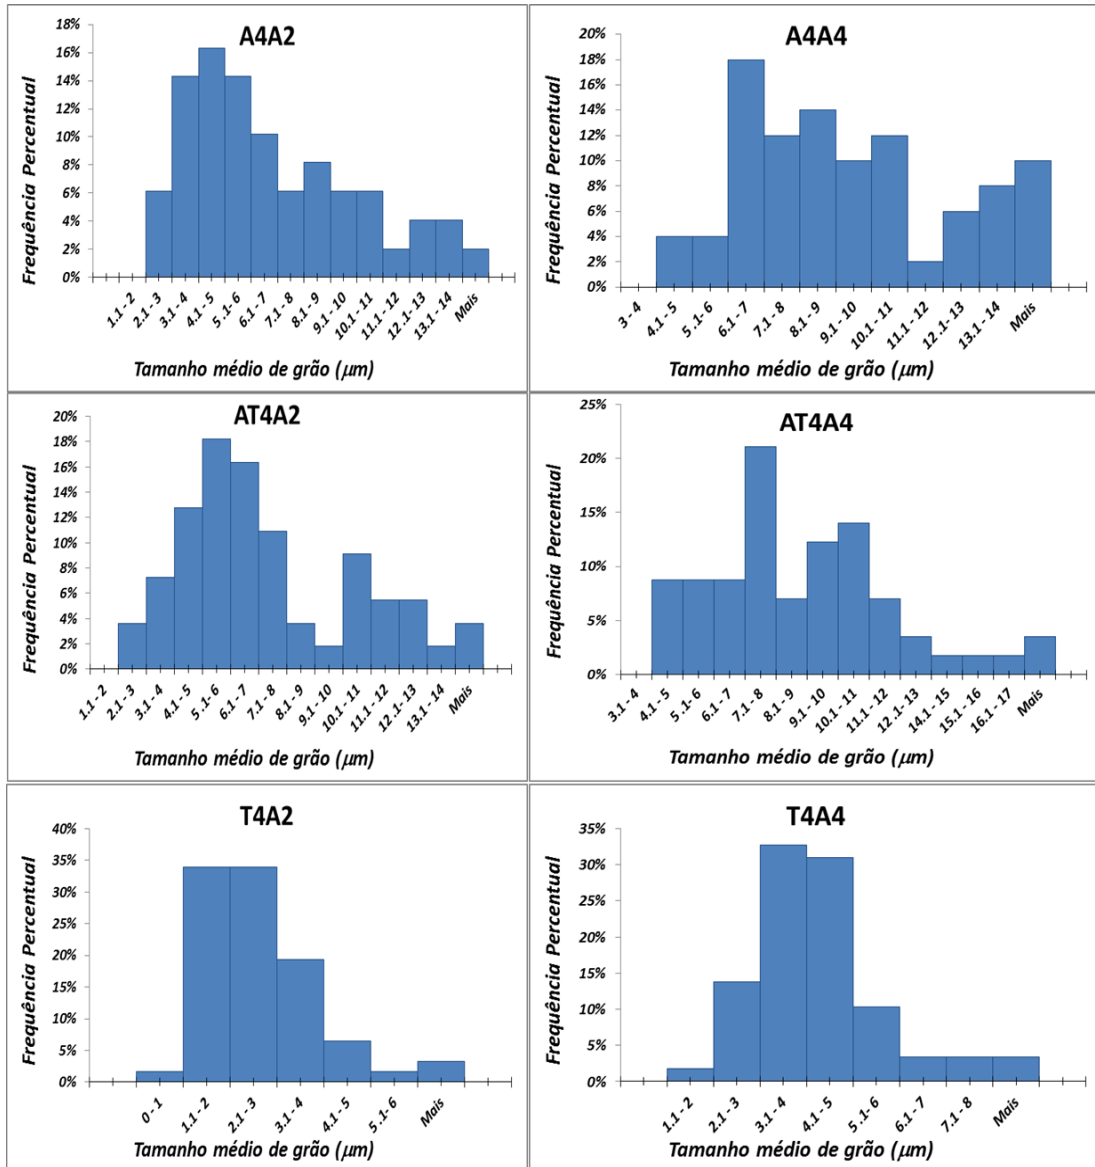 A4A2
Frequência Percentual
18%
16%
14%
12%
10%
8%
6%
4%
2%
0%
1.1 - 2
2.1 - 3
3.1 - 4
4.1 - 5
5.1 - 6
6.1 - 7
7.1 - 8
8.1 - 9
9.1 - 10
10.1 - 11
11.1 - 12
12.1 - 13
13.1 - 14
Mais
Tamanho médio de grão (µm)
A4A4
Frequência Percentual
20%
18%
16%
14%
12%
10%
8%
6%
4%
2%
0%
3 - 4
4.1 - 5
5.1 - 6
6.1 - 7
7.1 - 8
8.1 - 9
9.1 - 10
10.1 - 11
11.1 - 12
12.1 - 13
13.1 - 14
Mais
Tamanho médio de grão (µm)
AT4A2
Frequência Percentual
20%
18%
16%
14%
12%
10%
8%
6%
4%
2%
0%
1.1 - 2
2.1 - 3
3.1 - 4
4.1 - 5
5.1 - 6
6.1 - 7
7.1 - 8
8.1 - 9
9.1 - 10
10.1 - 11
11.1 - 12
12.1 - 13
13.1 - 14
Mais
Tamanho médio de grão (µm)
AT4A4
Frequência Percentual
25%
20%
15%
10%
5%
0%
3.1 - 4
4.1 - 5
5.1 - 6
6.1 - 7
7.1 - 8
8.1 - 9
9.1 - 10
10.1 - 11
11.1 - 12
12.1 - 13
14.1 - 15
15.1 - 16
16.1 - 17
Mais
Tamanho médio de grão (µm)
T4A2
Frequência Percentual
40%
35%
30%
25%
20%
15%
10%
5%
0%
0 - 1
1.1 - 2
2.1 - 3
3.1 - 4
4.1 - 5
5.1 - 6
Mais
Tamanho médio de grão (µm)
T4A4
Frequência Percentual
35%
30%
25%
20%
15%
10%
5%
0%
1.1 - 2
2.1 - 3
3.1 - 4
4.1 - 5
5.1 - 6
6.1 - 7
7.1 - 8
Mais
Tamanho médio de grão (µm)